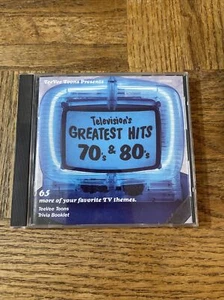 TeeVee Toons Presents
Television's
GREATEST HITS
70's & 80's
65
more of your favorite TV themes.
TeeVee Toons
Trivia Booklet